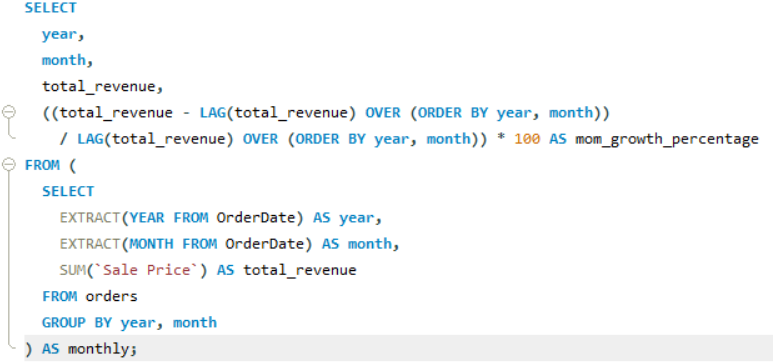 SELECT
year,
month,
total_revenue,
((total_revenue - LAG(total_revenue) OVER (ORDER BY year, month))
/ LAG(total_revenue) OVER (ORDER BY year, month)) * 100 AS mom_growth_percentage
FROM (
SELECT
EXTRACT(YEAR FROM OrderDate) AS year,
EXTRACT(MONTH FROM OrderDate) AS month,
SUM(`Sale Price`) AS total_revenue
FROM orders
GROUP BY year, month
) AS monthly;